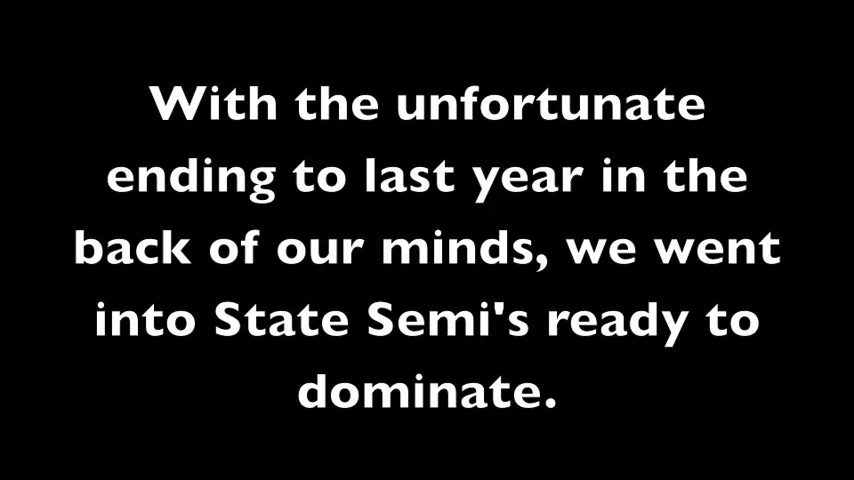 With the unfortunate
ending to last year in the
back of our minds, we went
into State Semi's ready to
dominate.